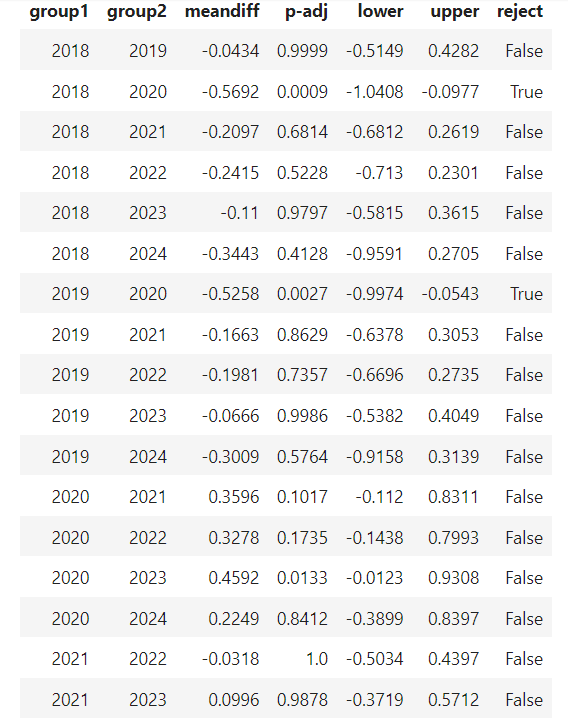 group1 group2 meandiff p-adj lower upper reject
2018 2019 -0.0434 0.9999 -0.5149 0.4282 False
2018 2020 -0.5692 0.0009 -1.0408 -0.0977 True
2018 2021 -0.2097 0.6814 -0.6812 0.2619 False
2018 2022 -0.2415 0.5228 -0.713 0.2301 False
2018 2023 -0.11 0.9797 -0.5815 0.3615 False
2018 2024 -0.3443 0.4128 -0.9591 0.2705 False
2019 2020 -0.5258 0.0027 -0.9974 -0.0543 True
2019 2021 -0.1663 0.8629 -0.6378 0.3053 False
2019 2022 -0.1981 0.7357 -0.6696 0.2735 False
2019 2023 -0.0666 0.9986 -0.5382 0.4049 False
2019 2024 -0.3009 0.5764 -0.9158 0.3139 False
2020 2021 0.3596 0.1017 -0.112 0.8311 False
2020 2022 0.3278 0.1735 -0.1438 0.7993 False
2020 2023 0.4592 0.0133 -0.0123 0.9308 False
2020 2024 0.2249 0.8412 -0.3899 0.8397 False
2021 2022 -0.0318 1.0 -0.5034 0.4397 False
2021 2023 0.0996 0.9878 -0.3719 0.5712 False